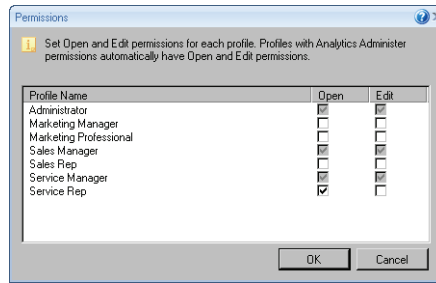 Permissions
Set Open and Edit permissions for each profile. Profiles with Analytics Administer
permissions automatically have Open and Edit permissions.
Profile Name Open Edit
Administrator
Marketing Manager
Marketing Professional
Sales Manager
Sales Rep
Service Manager
Service Rep
OK Cancel